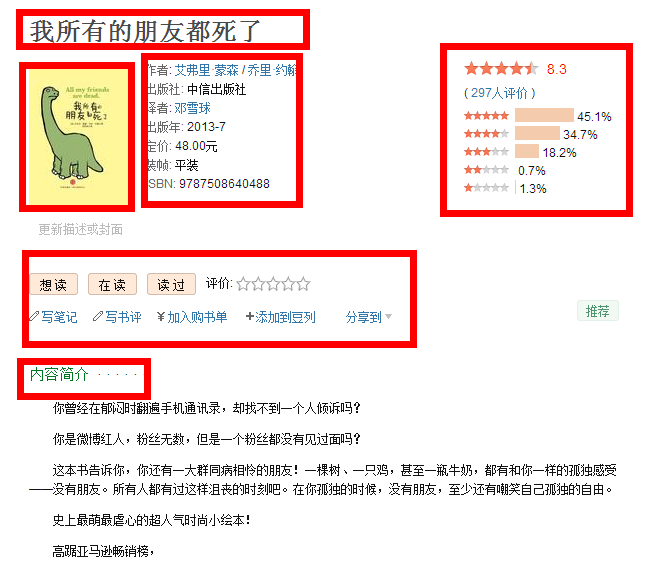 我所有的朋友都死了
All my friends
are dead.
我所有的
朋友都死了
作者: 艾弗里·蒙森 / 乔里·约翰
出版社: 中信出版社
译者: 邓雪球
出版年: 2013-7
定价: 48.00元
装帧: 平装
ISBN: 9787508640488
8.3
( 297人评价 )
45.1%
34.7%
18.2%
0.7%
1.3%
更新描述或封面
想读 在读 读过 评价:
写笔记 写书评 ¥加入购书单 +添加到豆列 分享到
推荐
内容简介 · · · · ·
你曾经在郁闷时翻遍手机通讯录，却找不到一个人倾诉吗？
你是微博红人，粉丝无数，但是一个粉丝都没有见过面吗？
这本书告诉你，你还有一大群同病相怜的朋友！一棵树、一只鸡，甚至一瓶牛奶，都有和你一样的孤独感受
——没有朋友。所有人都有过这样沮丧的时刻吧。在你孤独的时候，没有朋友，至少还有嘲笑自己孤独的自由。
史上最萌最虐心的超人气时尚小绘本！
高踞亚马逊畅销榜，